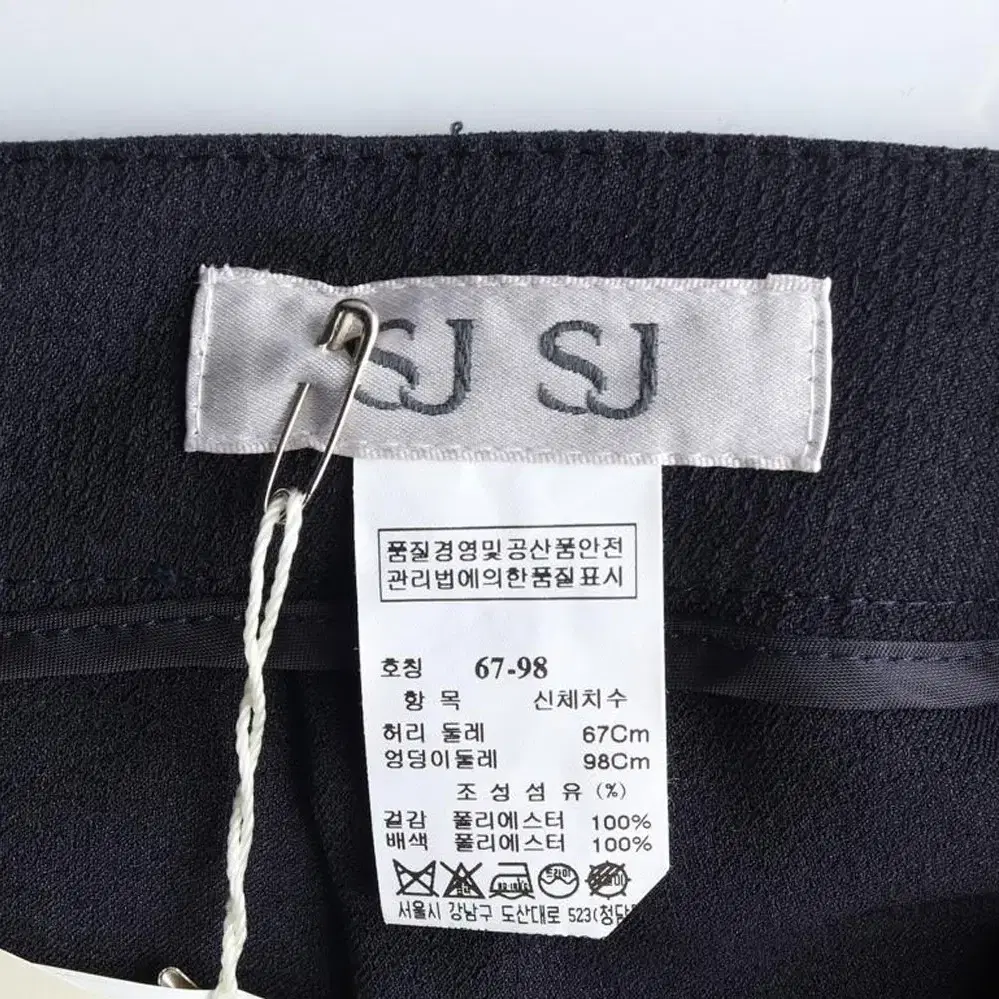 SJ SJ
품질경영및공산품안전
관리법에의한품질표시
호칭 67-98
항 목 신체치수
허리 둘레 67Cm
엉덩이둘레 98Cm
조 성 섬 유 (%)
겉감 폴리에스터 100%
배색 폴리에스터 100%
드라이
서울시 강남구 도산대로 523(청담